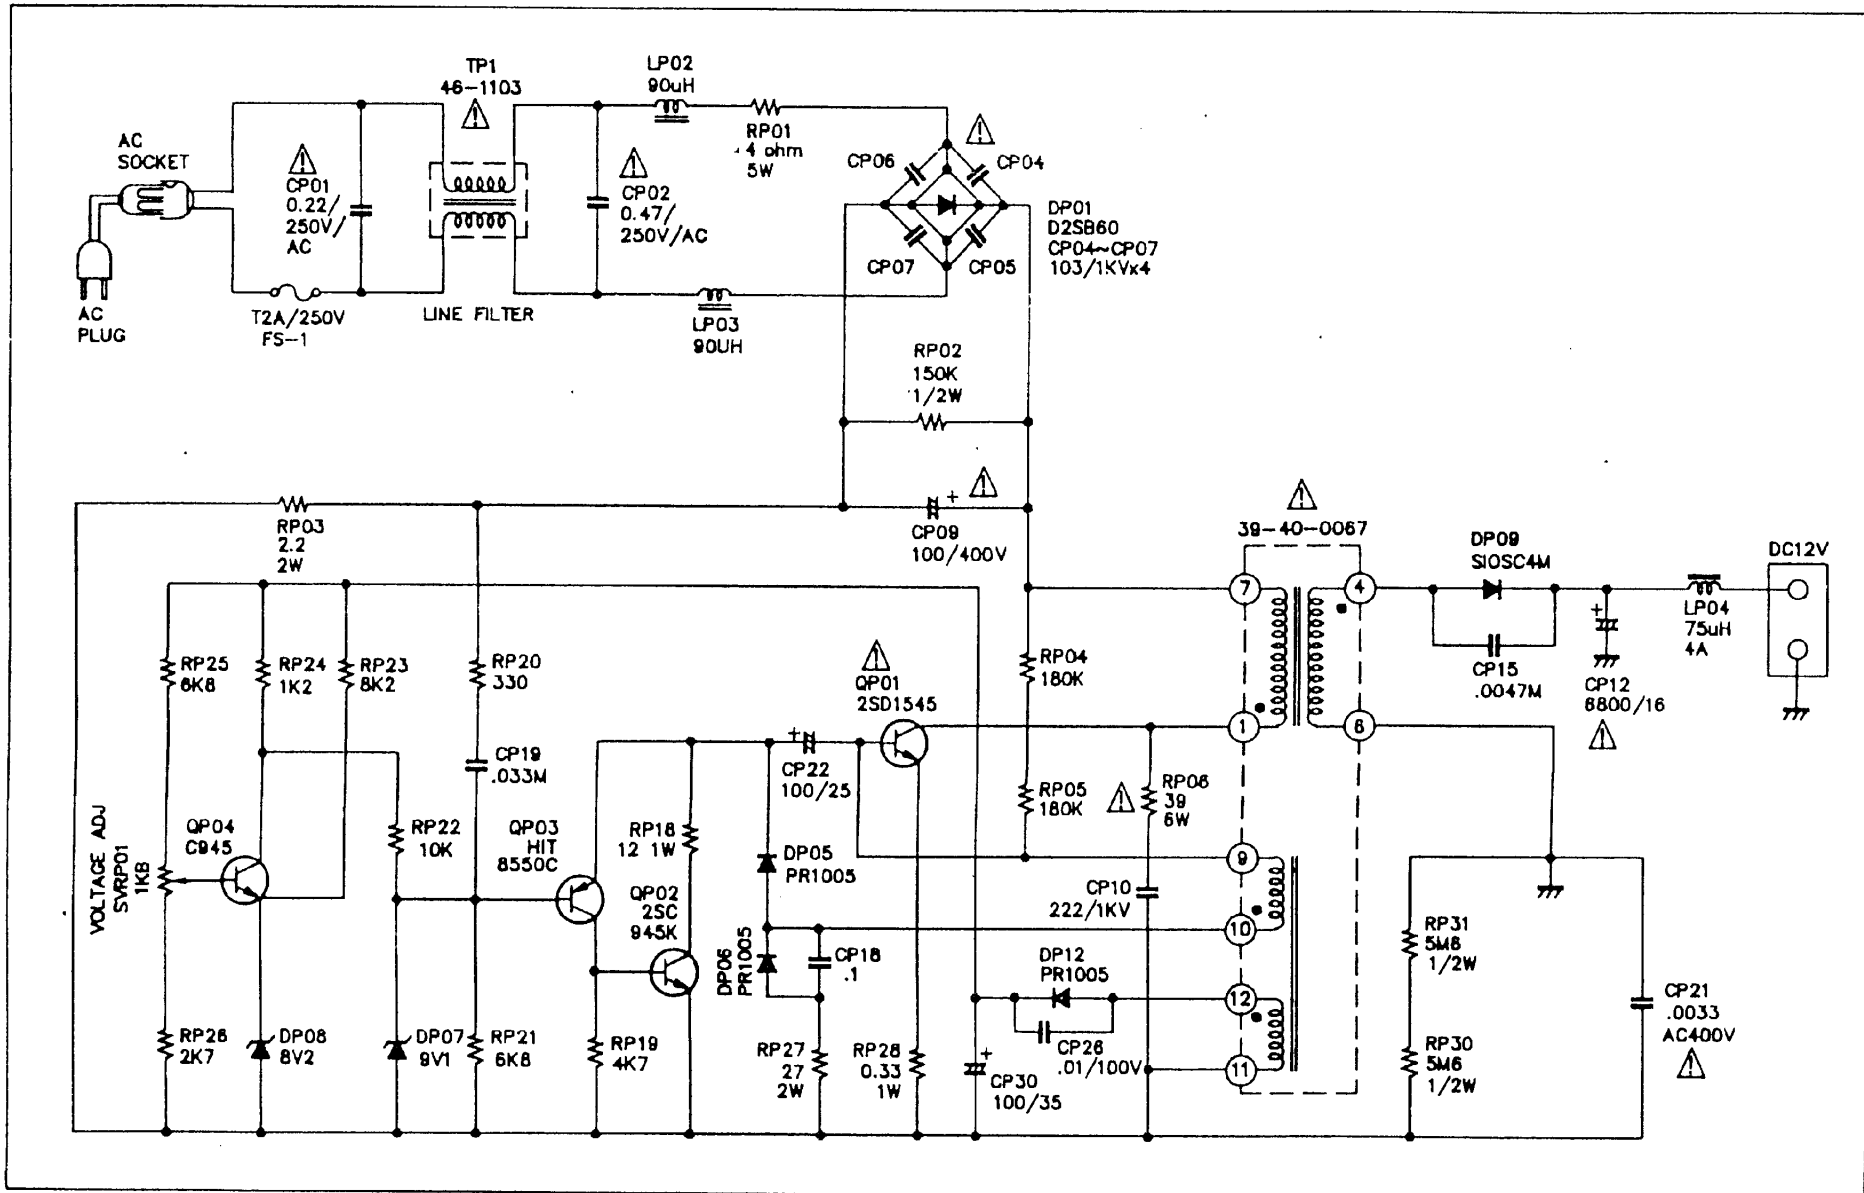 TP1
46-1103
LP02
90uH
RP01
4 ohm
5W
AC
SOCKET
CP01
0.22/
250V/
AC
CP02
0.47/
250V/AC
CP06
CP04
CP07
CP05
DP01
D2SB60
CP04~CP07
103/1KVx4
AC
PLUG
T2A/250V
FS-1
LINE FILTER
LP03
90UH
RP02
150K
1/2W
RP03
2.2
2W
+
CP09
100/400V
39-40-0067
DP09
SIOSC4M
DC12V
7
4
LP04
75uH
4A
CP15
.0047M
+
CP12
8800/16
RP25
6K8
RP24
1K2
RP23
8K2
RP20
330
QP01
2SD1545
RP04
180K
1
6
CP19
.033M
+
CP22
100/25
RP05
180K
RP06
39
6W
VOLTAGE ADJ
SVRP01
1KB
QP04
C945
RP22
10K
QP03
HIT
8550C
RP18
12 1W
DP05
PR1005
9
CP10
222/1KV
QP02
2SC
945K
10
RP31
5M6
1/2W
DP06
PR1005
CP18
.1
DP12
PR1005
12
CP21
.0033
AC400V
RP26
2K7
DP08
8V2
DP07
9V1
RP21
6K8
RP19
4K7
RP27
27
2W
RP28
0.33
1W
+
CP30
100/35
CP26
.01/100V
11
RP30
5M6
1/2W